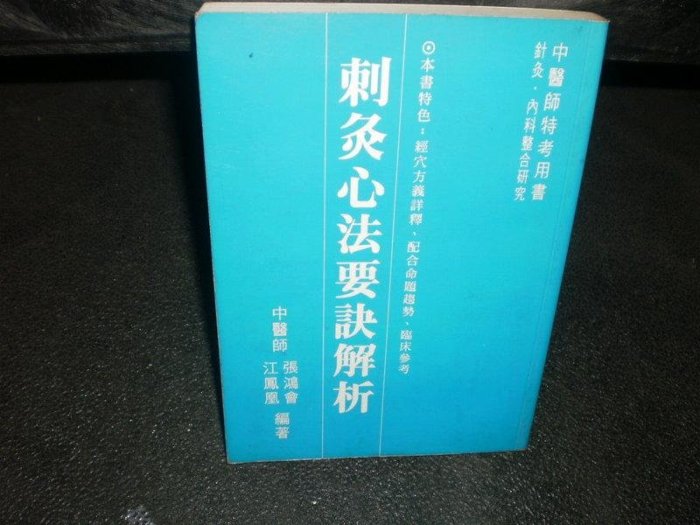 中醫師特考用書
針灸．內科整合研究
⊙本書特色：經穴方義詳釋、配合命題趨勢、臨床參考
刺灸心法要訣解析
中醫師 張鴻會 江鳳凰 編著